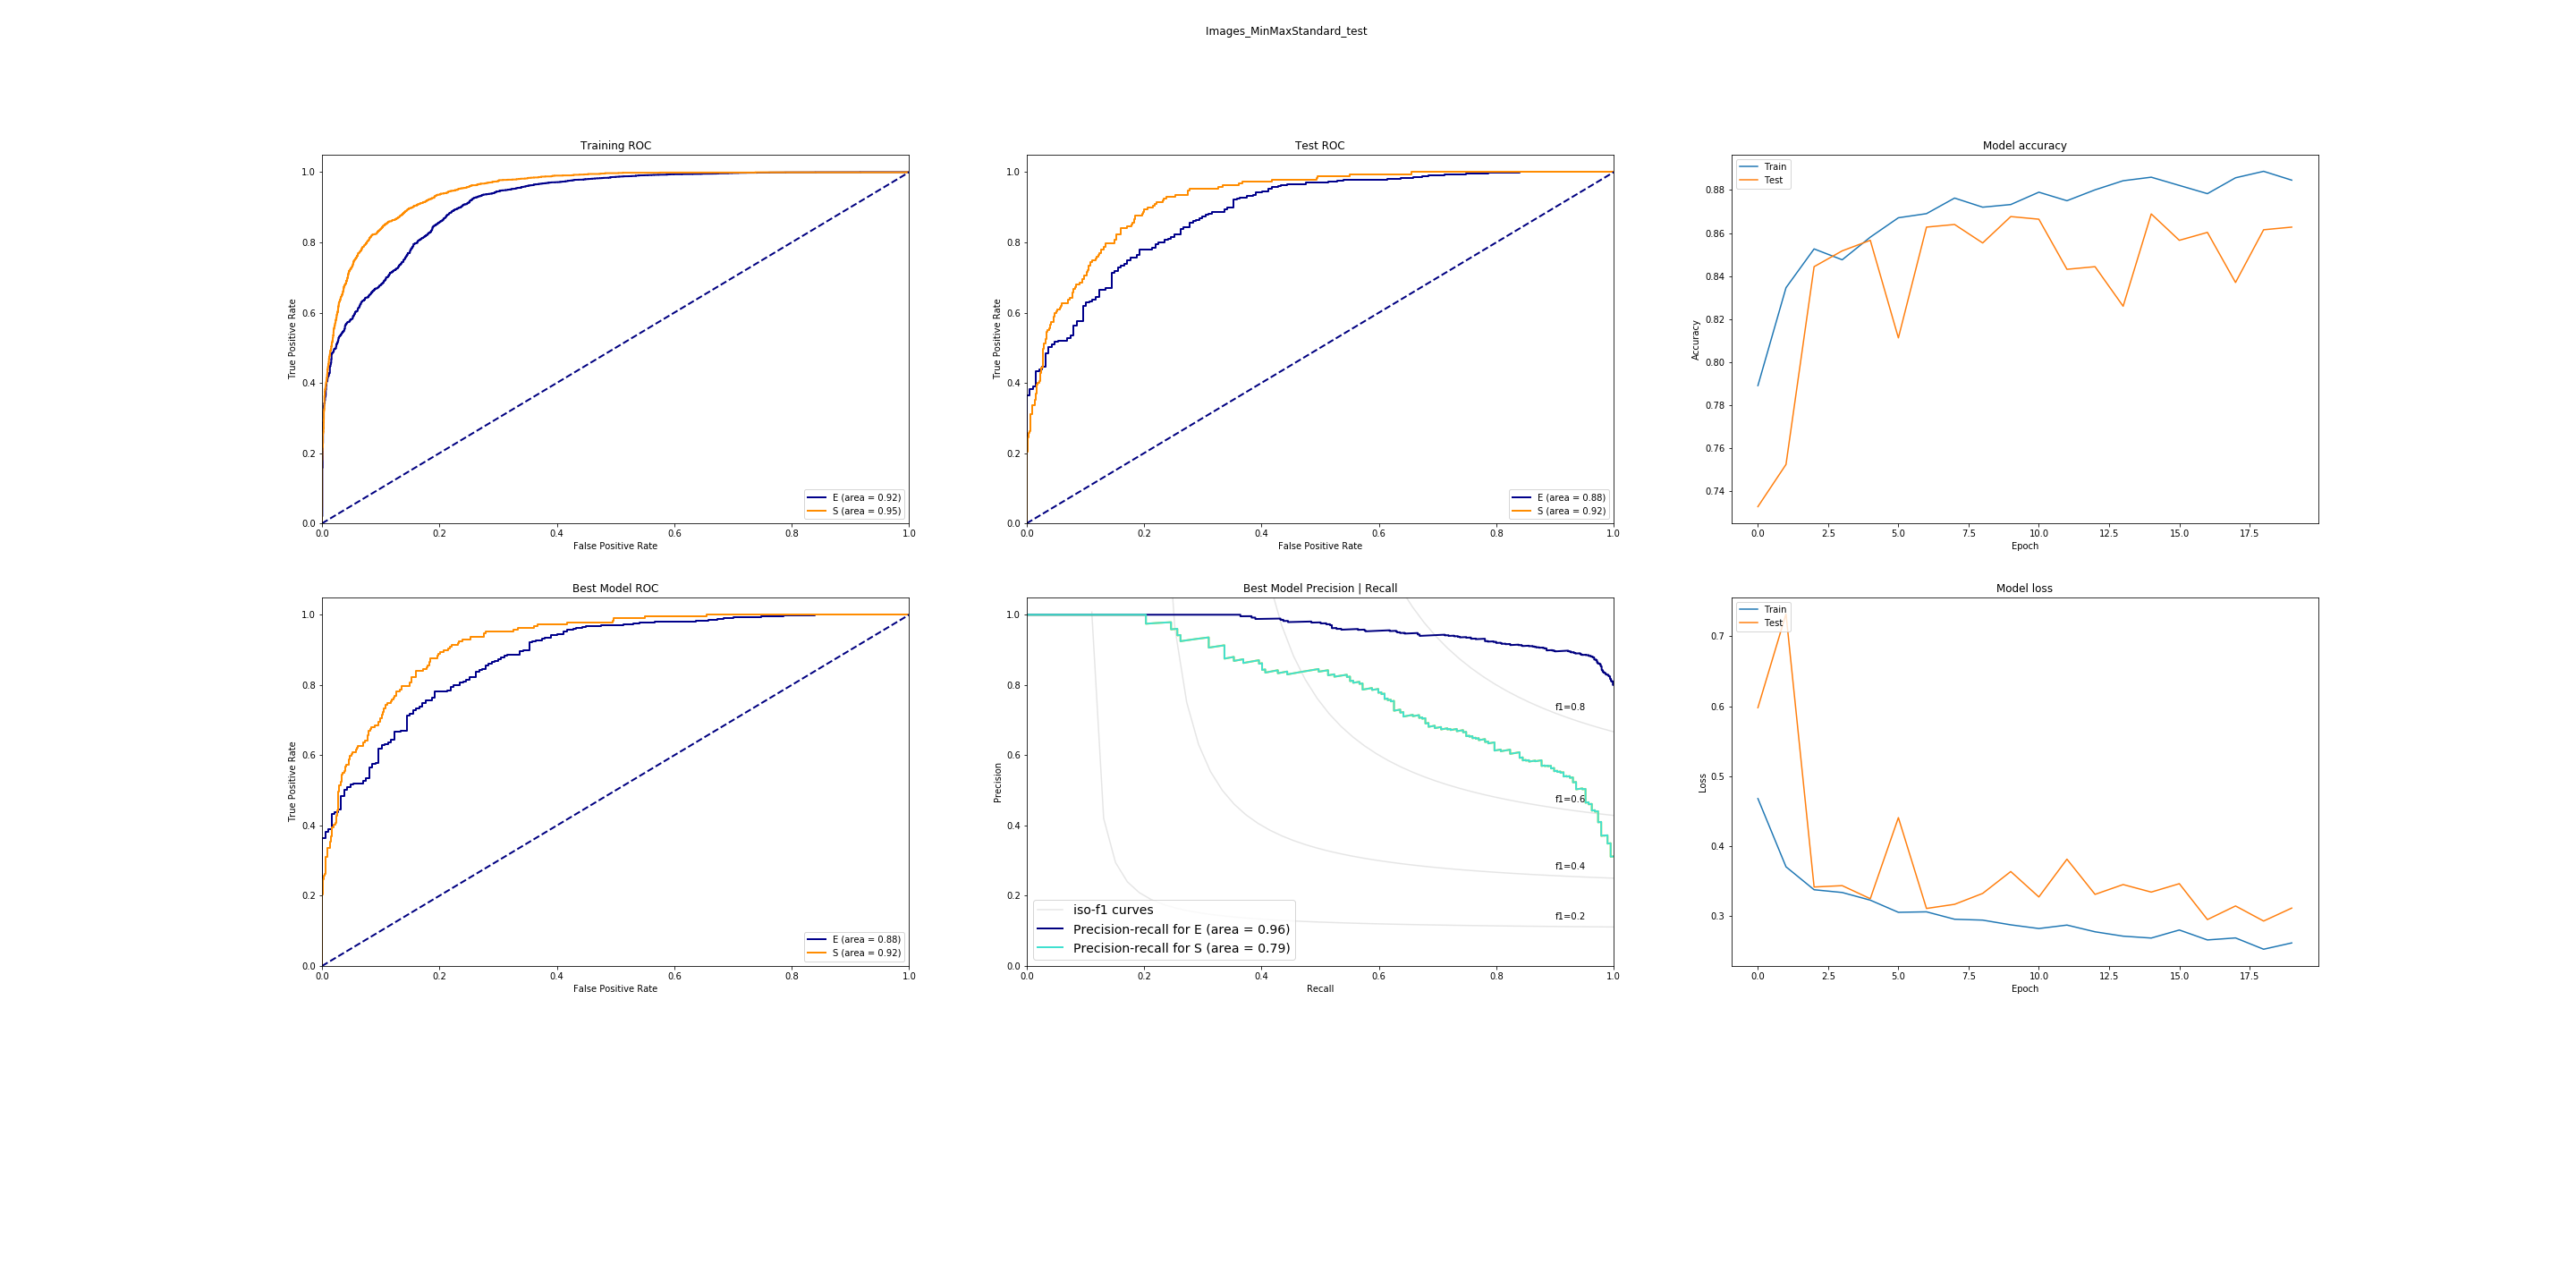 Images_MinMaxStandard_test
Training ROC
True Positive Rate
1.0
0.8
0.6
0.4
0.2
0.0
E (area = 0.92)
S (area = 0.95)
0.0 0.2 0.4 0.6 0.8 1.0
False Positive Rate
Test ROC
True Positive Rate
1.0
0.8
0.6
0.4
0.2
0.0
E (area = 0.88)
S (area = 0.92)
0.0 0.2 0.4 0.6 0.8 1.0
False Positive Rate
Model accuracy
Train
Test
Accuracy
0.88
0.86
0.84
0.82
0.80
0.78
0.76
0.74
0.0 2.5 5.0 7.5 10.0 12.5 15.0 17.5
Epoch
Best Model ROC
True Positive Rate
1.0
0.8
0.6
0.4
0.2
0.0
E (area = 0.88)
S (area = 0.92)
0.0 0.2 0.4 0.6 0.8 1.0
False Positive Rate
Best Model Precision | Recall
Precision
1.0
0.8
0.6
0.4
0.2
0.0
f1=0.8
f1=0.6
f1=0.4
f1=0.2
iso-f1 curves
Precision-recall for E (area = 0.96)
Precision-recall for S (area = 0.79)
0.0 0.2 0.4 0.6 0.8 1.0
Recall
Model loss
Train
Test
Loss
0.7
0.6
0.5
0.4
0.3
0.0 2.5 5.0 7.5 10.0 12.5 15.0 17.5
Epoch